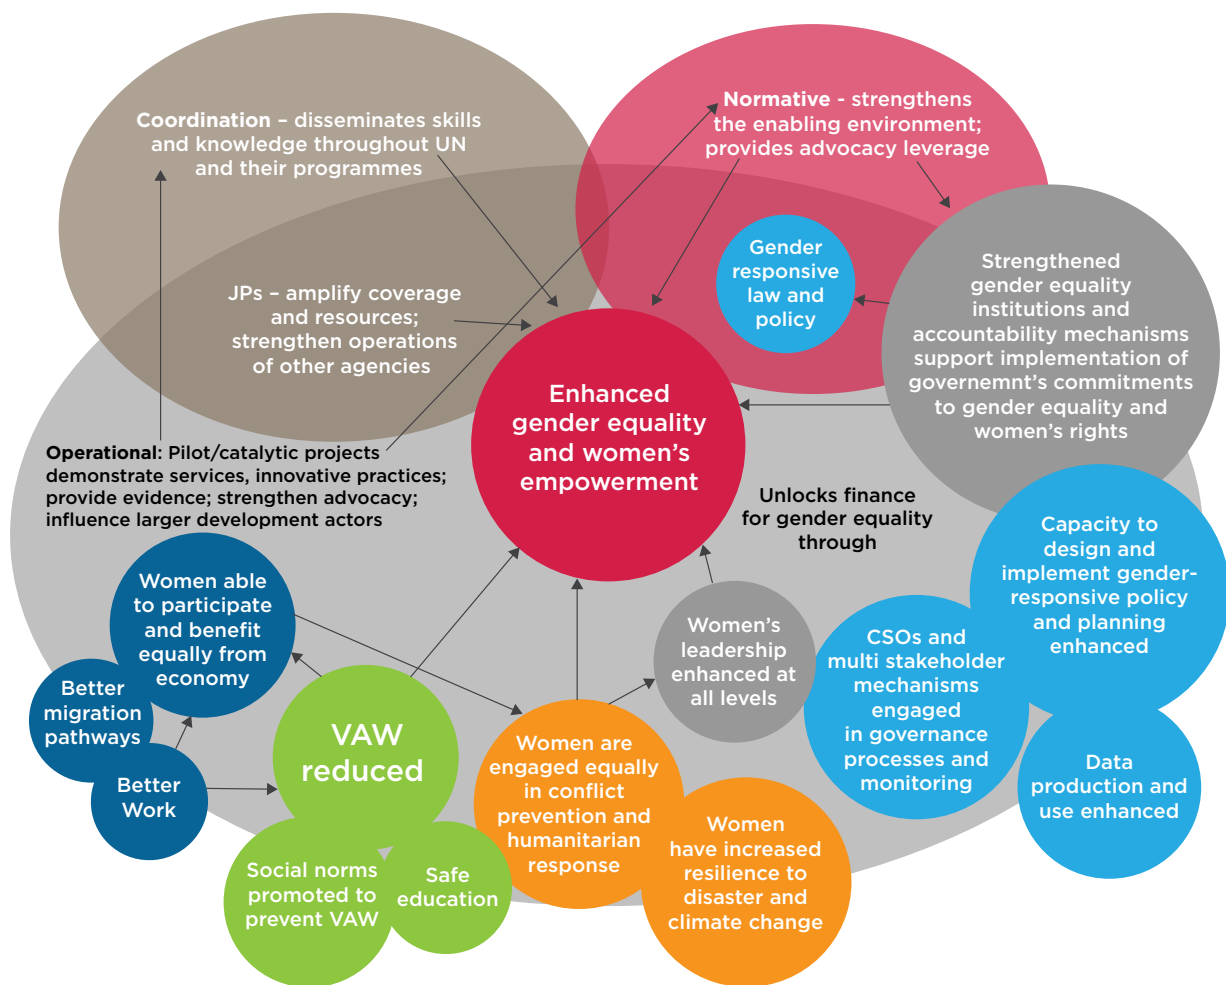 Coordination – disseminates skills
and knowledge throughout UN
and their programmes
Normative - strengthens
the enabling environment;
provides advocacy leverage
Gender
responsive
law and
policy
Strengthened
gender equality
institutions and
accountability mechanisms
support implementation of
governemnt's commitments
to gender equality and
women's rights
JPs – amplify coverage
and resources;
strengthen operations
of other agencies
Enhanced
gender equality
and women's
empowerment
Operational: Pilot/catalytic projects
demonstrate services, innovative practices;
provide evidence; strengthen advocacy;
influence larger development actors
Unlocks finance
for gender equality
through
Capacity to
design and
implement gender-
responsive policy
and planning
enhanced
Women able
to participate
and benefit
equally from
economy
Women's
leadership
enhanced at
all levels
CSOs and
multi stakeholder
mechanisms
engaged
in governance
processes and
monitoring
Better
migration
pathways
VAW
reduced
Women are
engaged equally
in conflict
prevention and
humanitarian
response
Better
Work
Data
production and
use enhanced
Women
have increased
resilience to
disaster and
climate change
Social norms
promoted to
prevent VAW
Safe
education